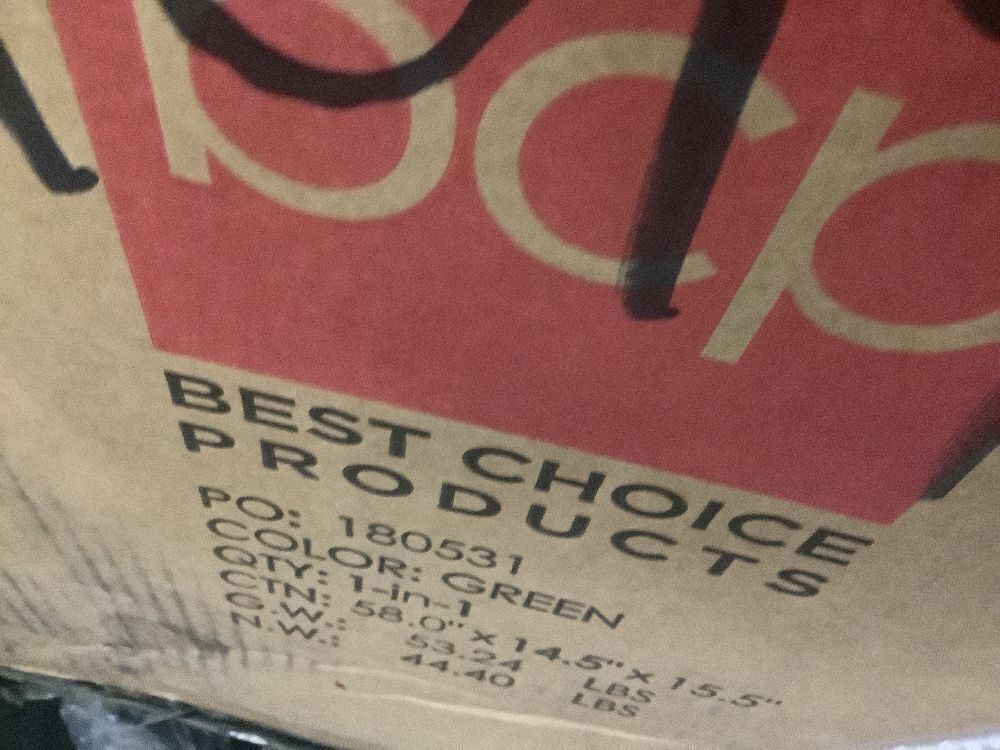 bcp
BEST CHOICE
PRODUCTS
PO: 180531
COLOR: GREEN
QTY: 1-in-1
CTN: 58.0" x 14.5" x 15.5"
G.W.: 53.24 LBS
N.W.: 44.40 LBS